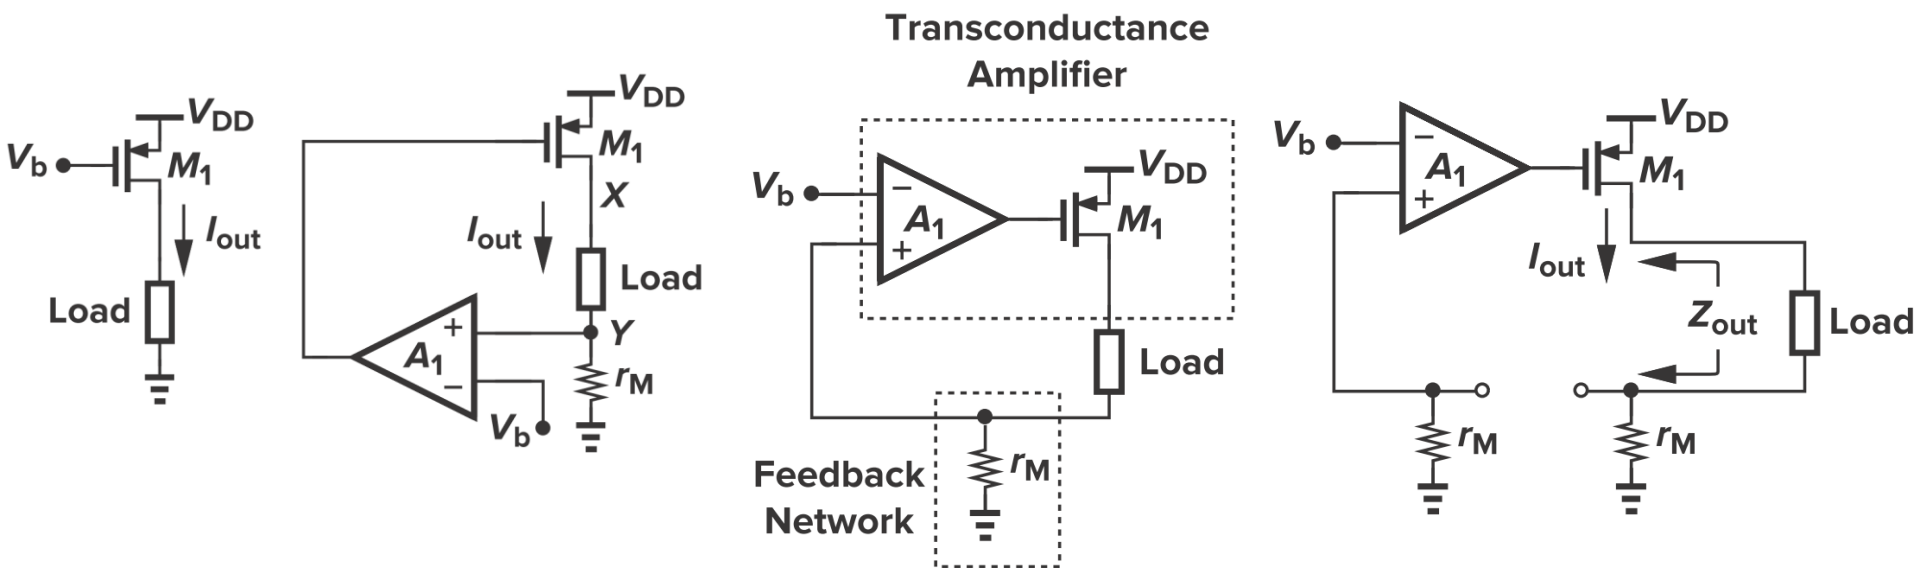 V_b
V_DD
M_1
I_out
Load
V_DD
M_1
X
I_out
Load
Y
+
A_1
−
r_M
V_b
Transconductance
Amplifier
V_b
−
A_1
+
V_DD
M_1
Load
Feedback
Network
r_M
V_b
−
A_1
+
V_DD
M_1
I_out
Z_out
Load
r_M
r_M